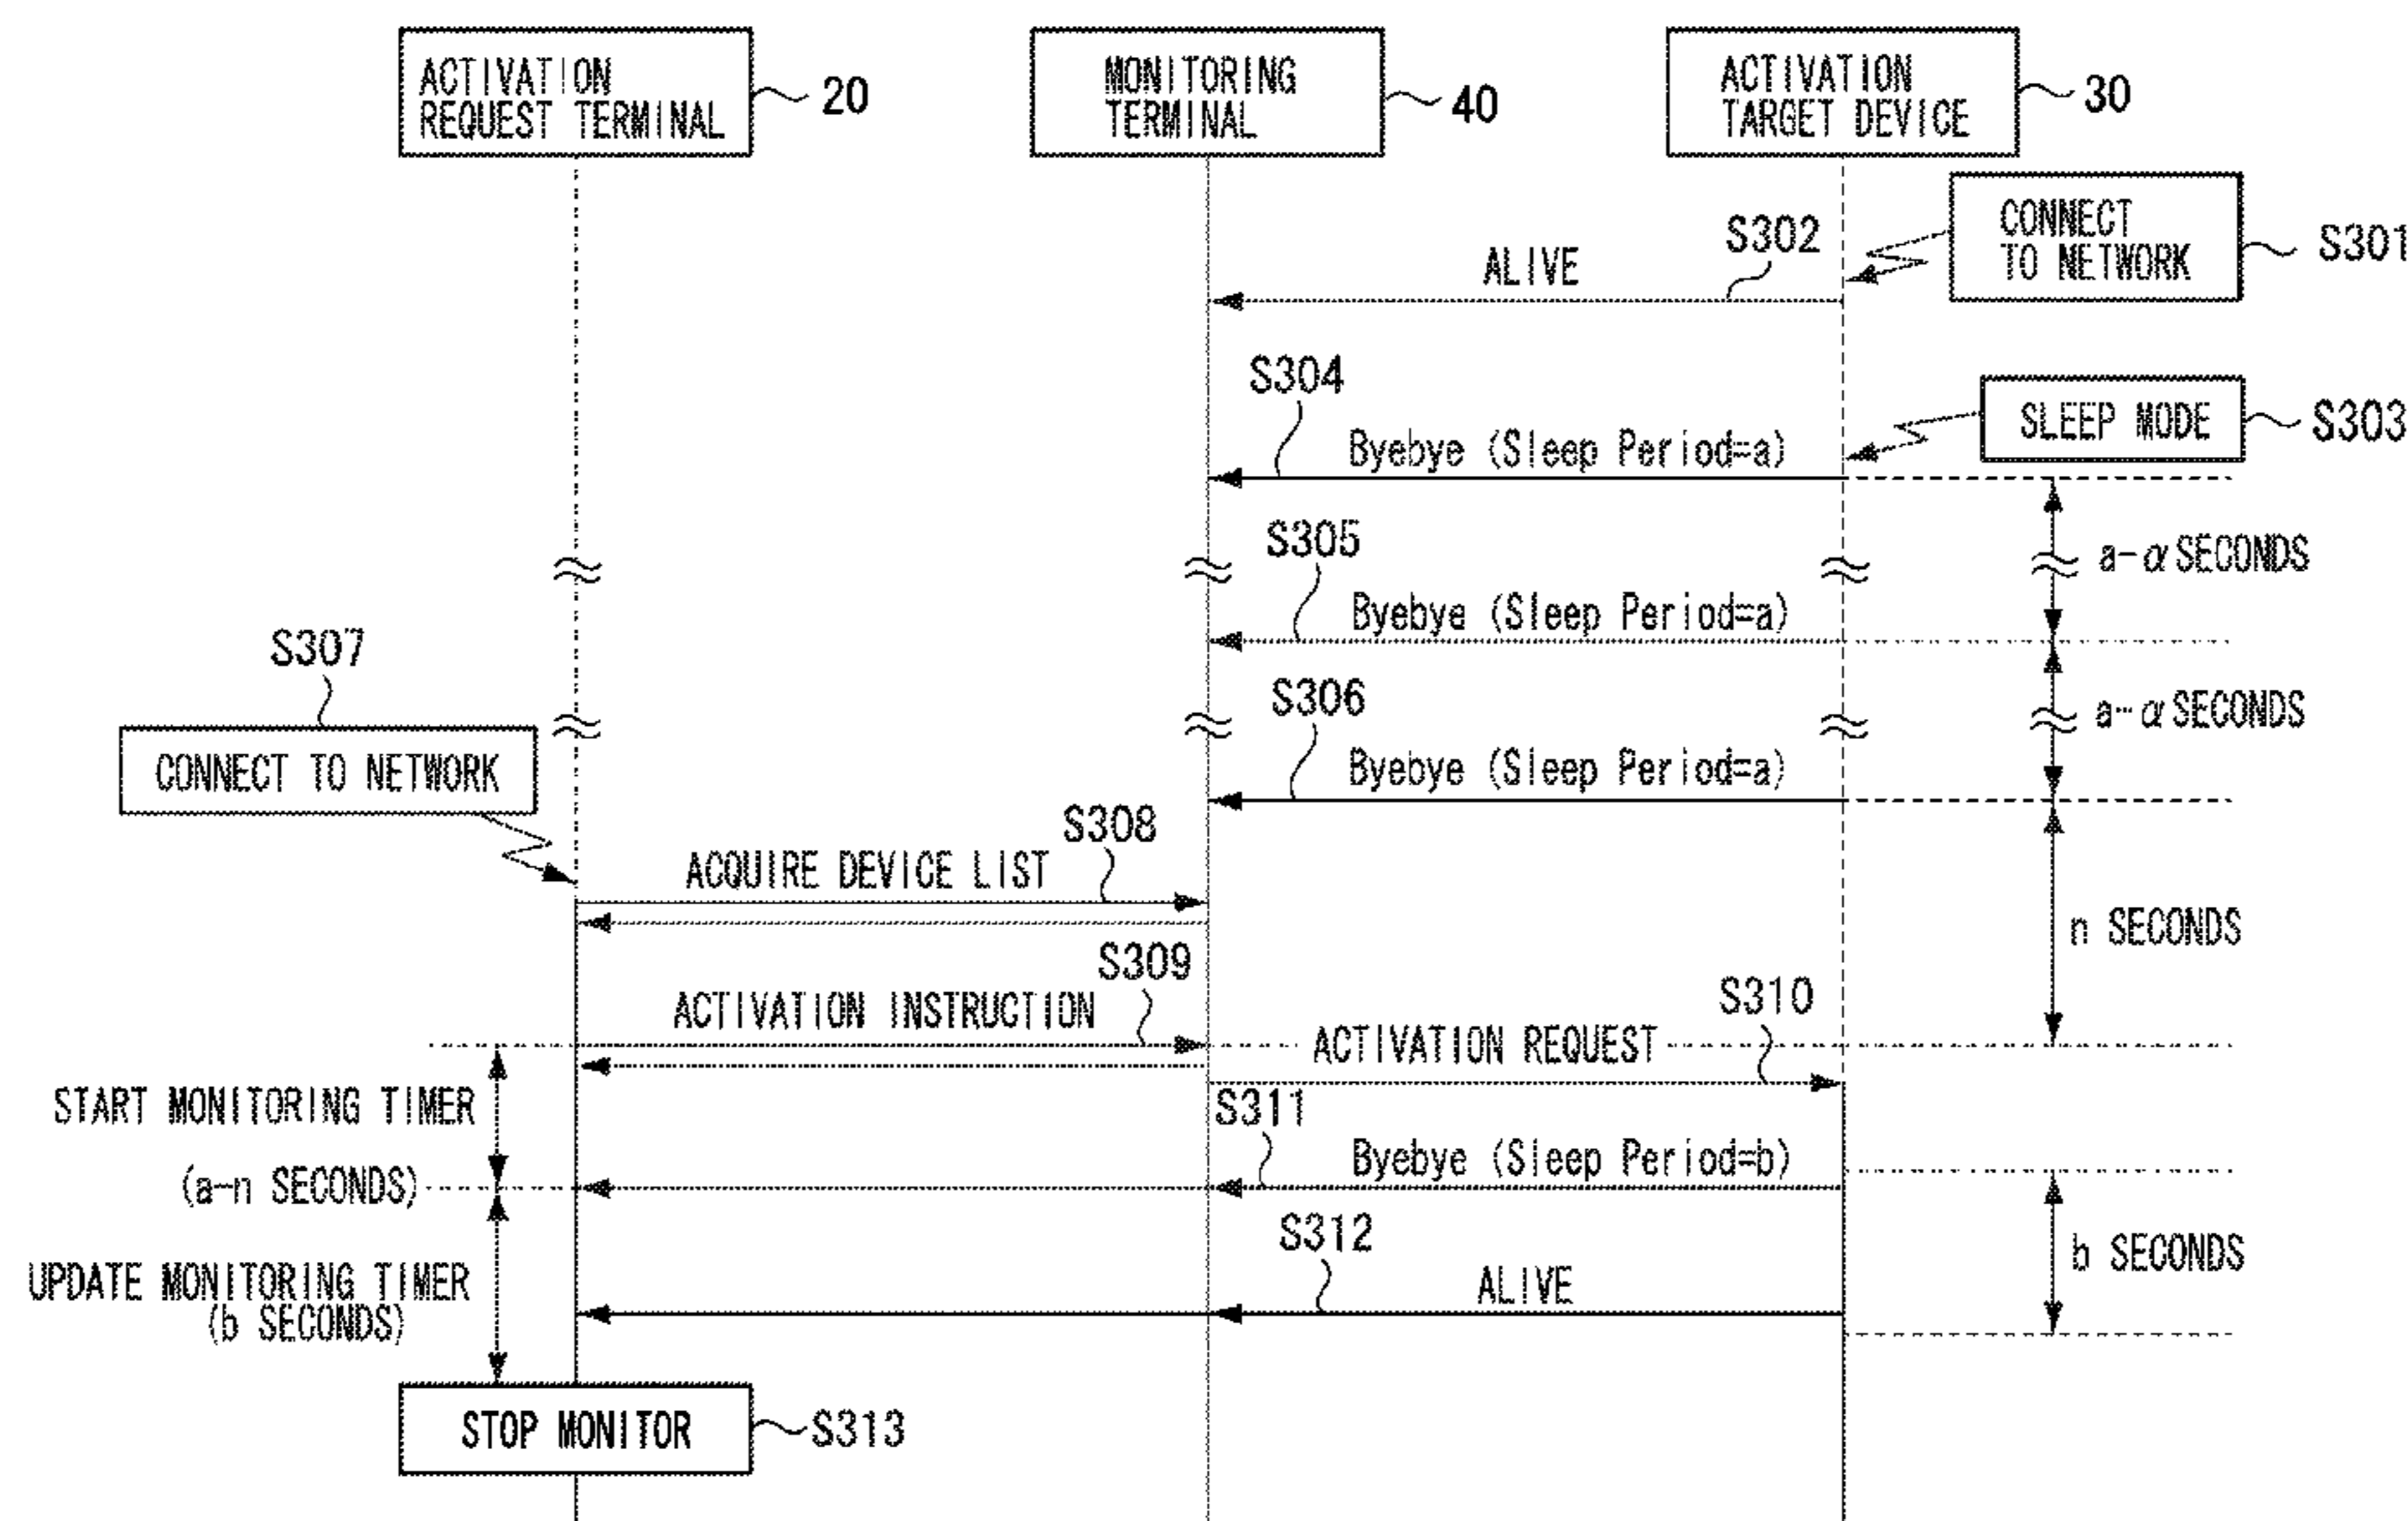 ACTIVATION
REQUEST TERMINAL
20
MONITORING
TERMINAL
40
ACTIVATION
TARGET DEVICE
30
CONNECT
TO NETWORK
S301
S302
ALIVE
S304
SLEEP MODE
S303
Byebye (Sleep Period=a)
S305
a-α SECONDS
Byebye (Sleep Period=a)
S307
S306
a-α SECONDS
CONNECT TO NETWORK
Byebye (Sleep Period=a)
S308
ACQUIRE DEVICE LIST
n SECONDS
S309
ACTIVATION INSTRUCTION
S310
ACTIVATION REQUEST
START MONITORING TIMER
(a-n SECONDS)
S311
Byebye (Sleep Period=b)
S312
b SECONDS
UPDATE MONITORING TIMER
(b SECONDS)
ALIVE
STOP MONITOR
S313